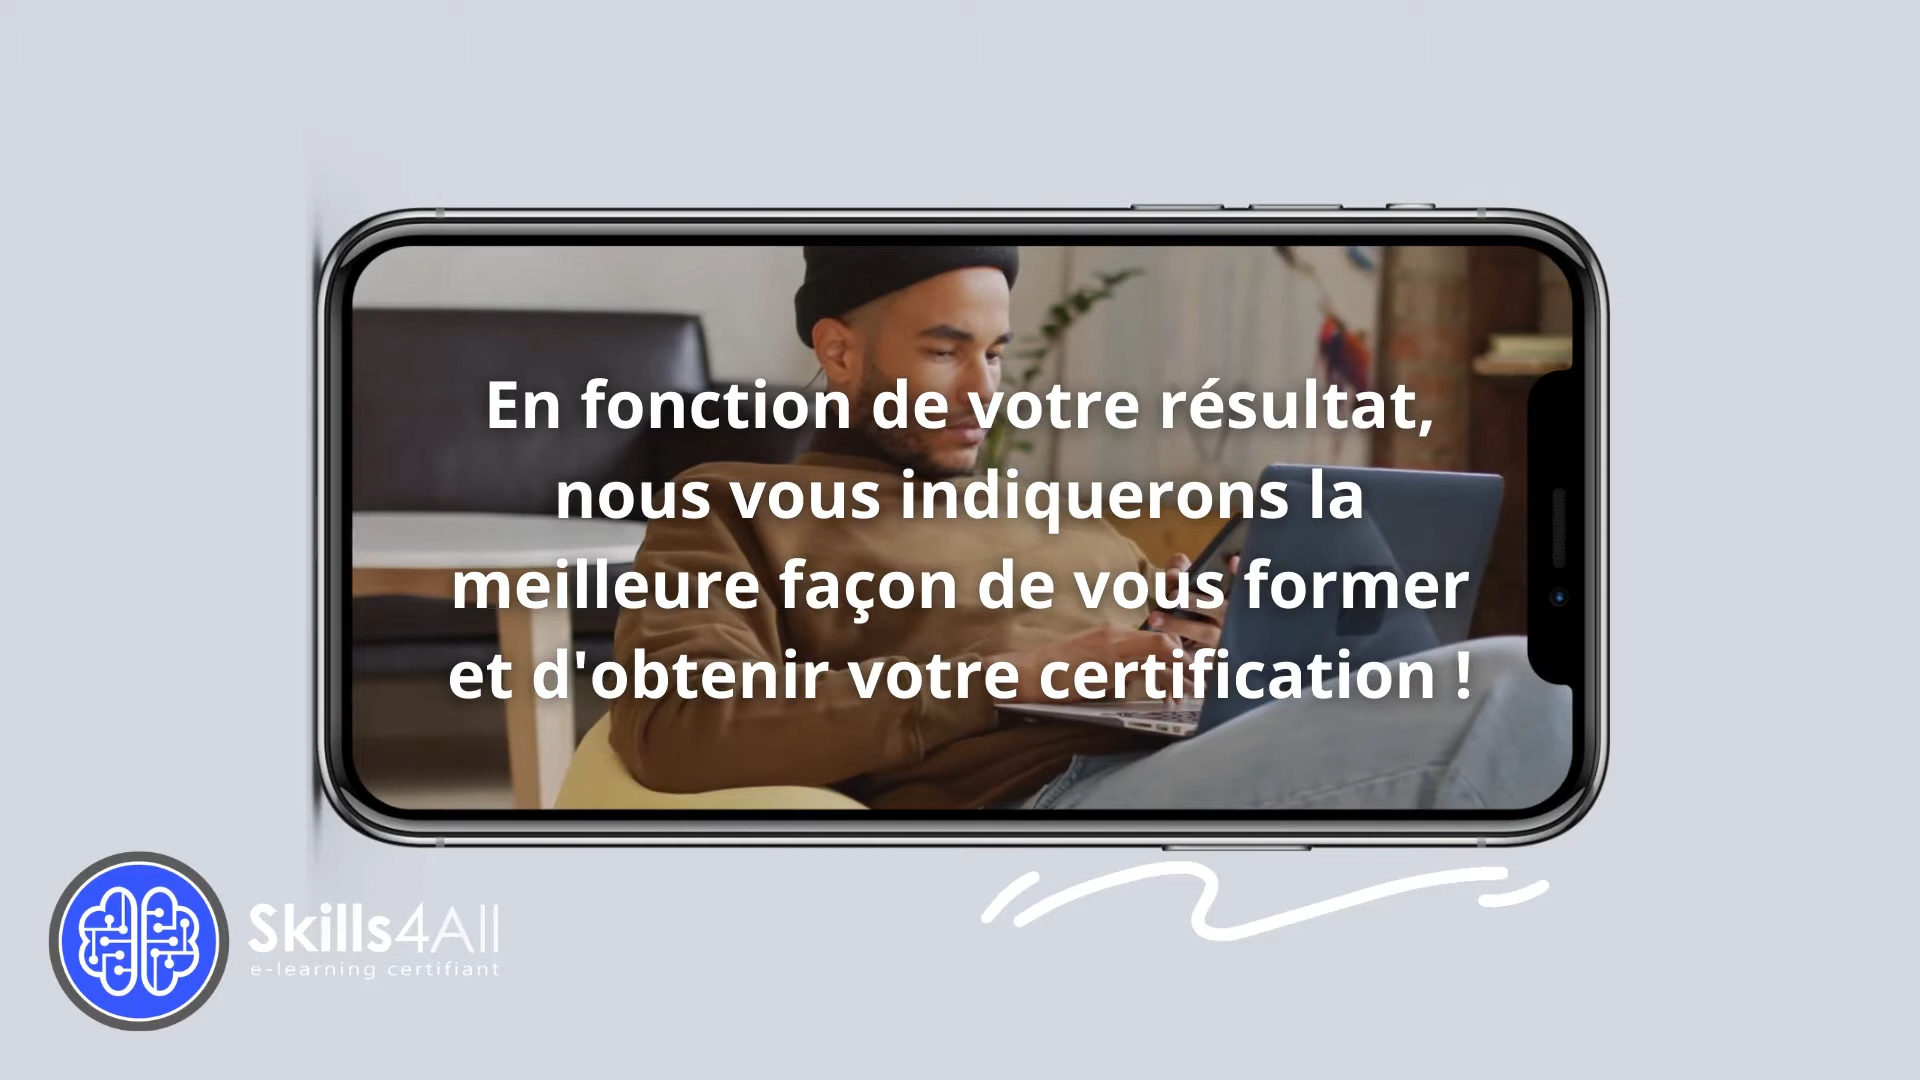 En fonction de votre résultat,
nous vous indiquerons la
meilleure façon de vous former
et d'obtenir votre certification !
Skills4All
e-learning certifiant